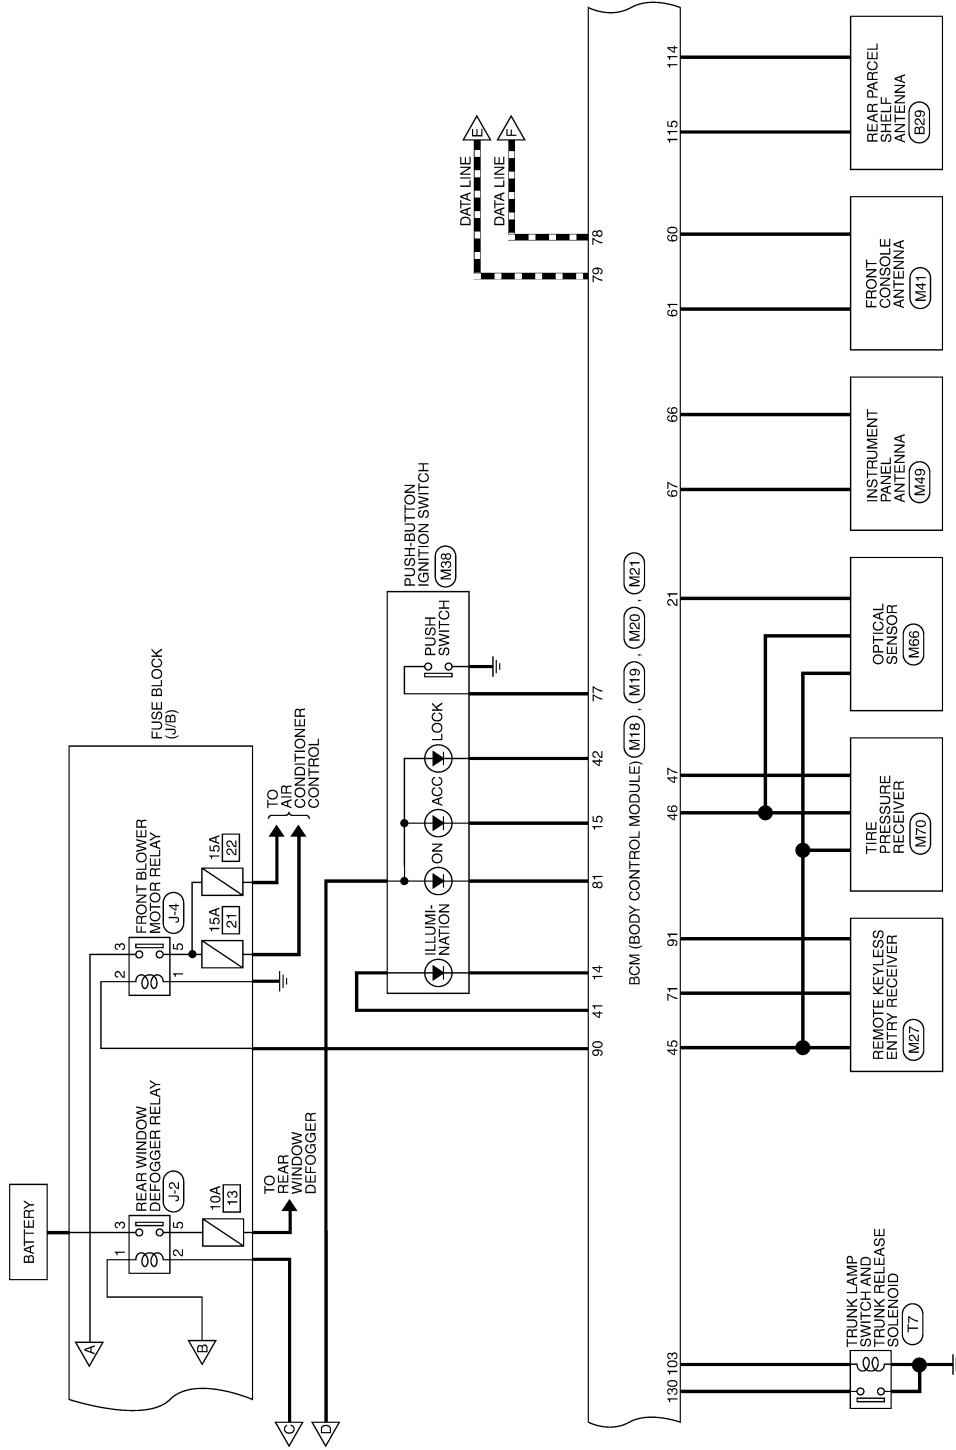 BATTERY
A
B
C
D
REAR WINDOW
DEFOGGER RELAY
J-2
3
5
1
2
10A
13
TO
REAR
WINDOW
DEFOGGER
FRONT BLOWER
MOTOR RELAY
J-4
3
5
2
1
15A
21
15A
22
TO
AIR
CONDITIONER
CONTROL
FUSE BLOCK
(J/B)
ILLUMI-
NATION
ON
ACC
LOCK
PUSH
SWITCH
PUSH-BUTTON
IGNITION SWITCH
M38
DATA LINE
E
DATA LINE
F
90
41
14
81
15
42
77
79
78
BCM (BODY CONTROL MODULE) M18 , M19 , M20 , M21
130
103
45
71
91
46
47
21
67
66
61
60
115
114
TRUNK LAMP
SWITCH AND
TRUNK RELEASE
SOLENOID
T7
REMOTE KEYLESS
ENTRY RECEIVER
M27
TIRE
PRESSURE
RECEIVER
M70
OPTICAL
SENSOR
M66
INSTRUMENT
PANEL
ANTENNA
M49
FRONT
CONSOLE
ANTENNA
M41
REAR PARCEL
SHELF
ANTENNA
B29